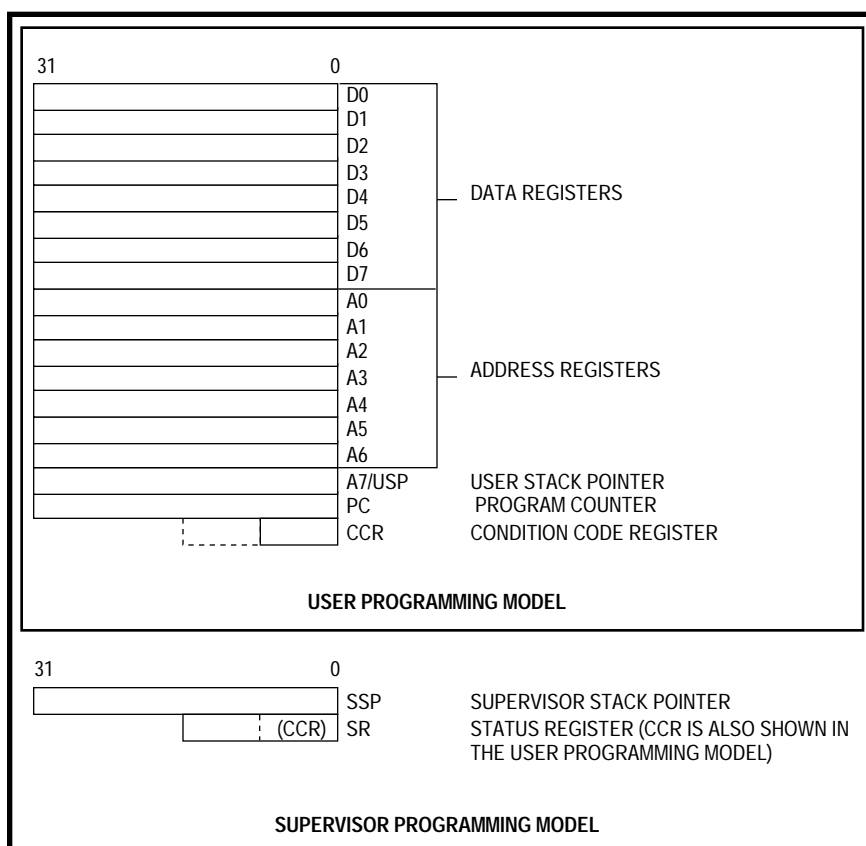 31 0
D0
D1
D2
D3
D4 DATA REGISTERS
D5
D6
D7
A0
A1
A2
A3 ADDRESS REGISTERS
A4
A5
A6
A7/USP USER STACK POINTER
PC PROGRAM COUNTER
CCR CONDITION CODE REGISTER
USER PROGRAMMING MODEL
31 0
SSP SUPERVISOR STACK POINTER
(CCR) SR STATUS REGISTER (CCR IS ALSO SHOWN IN
THE USER PROGRAMMING MODEL)
SUPERVISOR PROGRAMMING MODEL